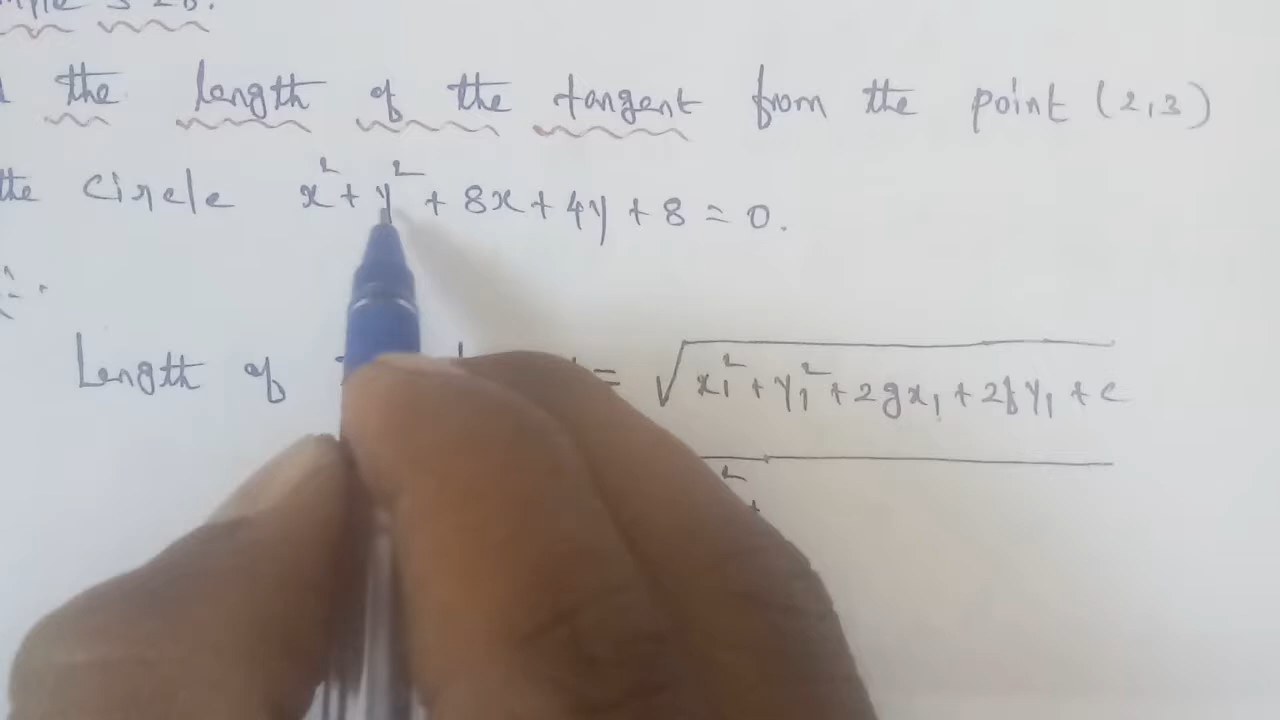 the length of the tangent from the point (2,3)
the circle x² + y² + 8x + 4y + 8 = 0.
Length of = √x₁² + y₁² + 2gx₁ + 2fy₁ + c